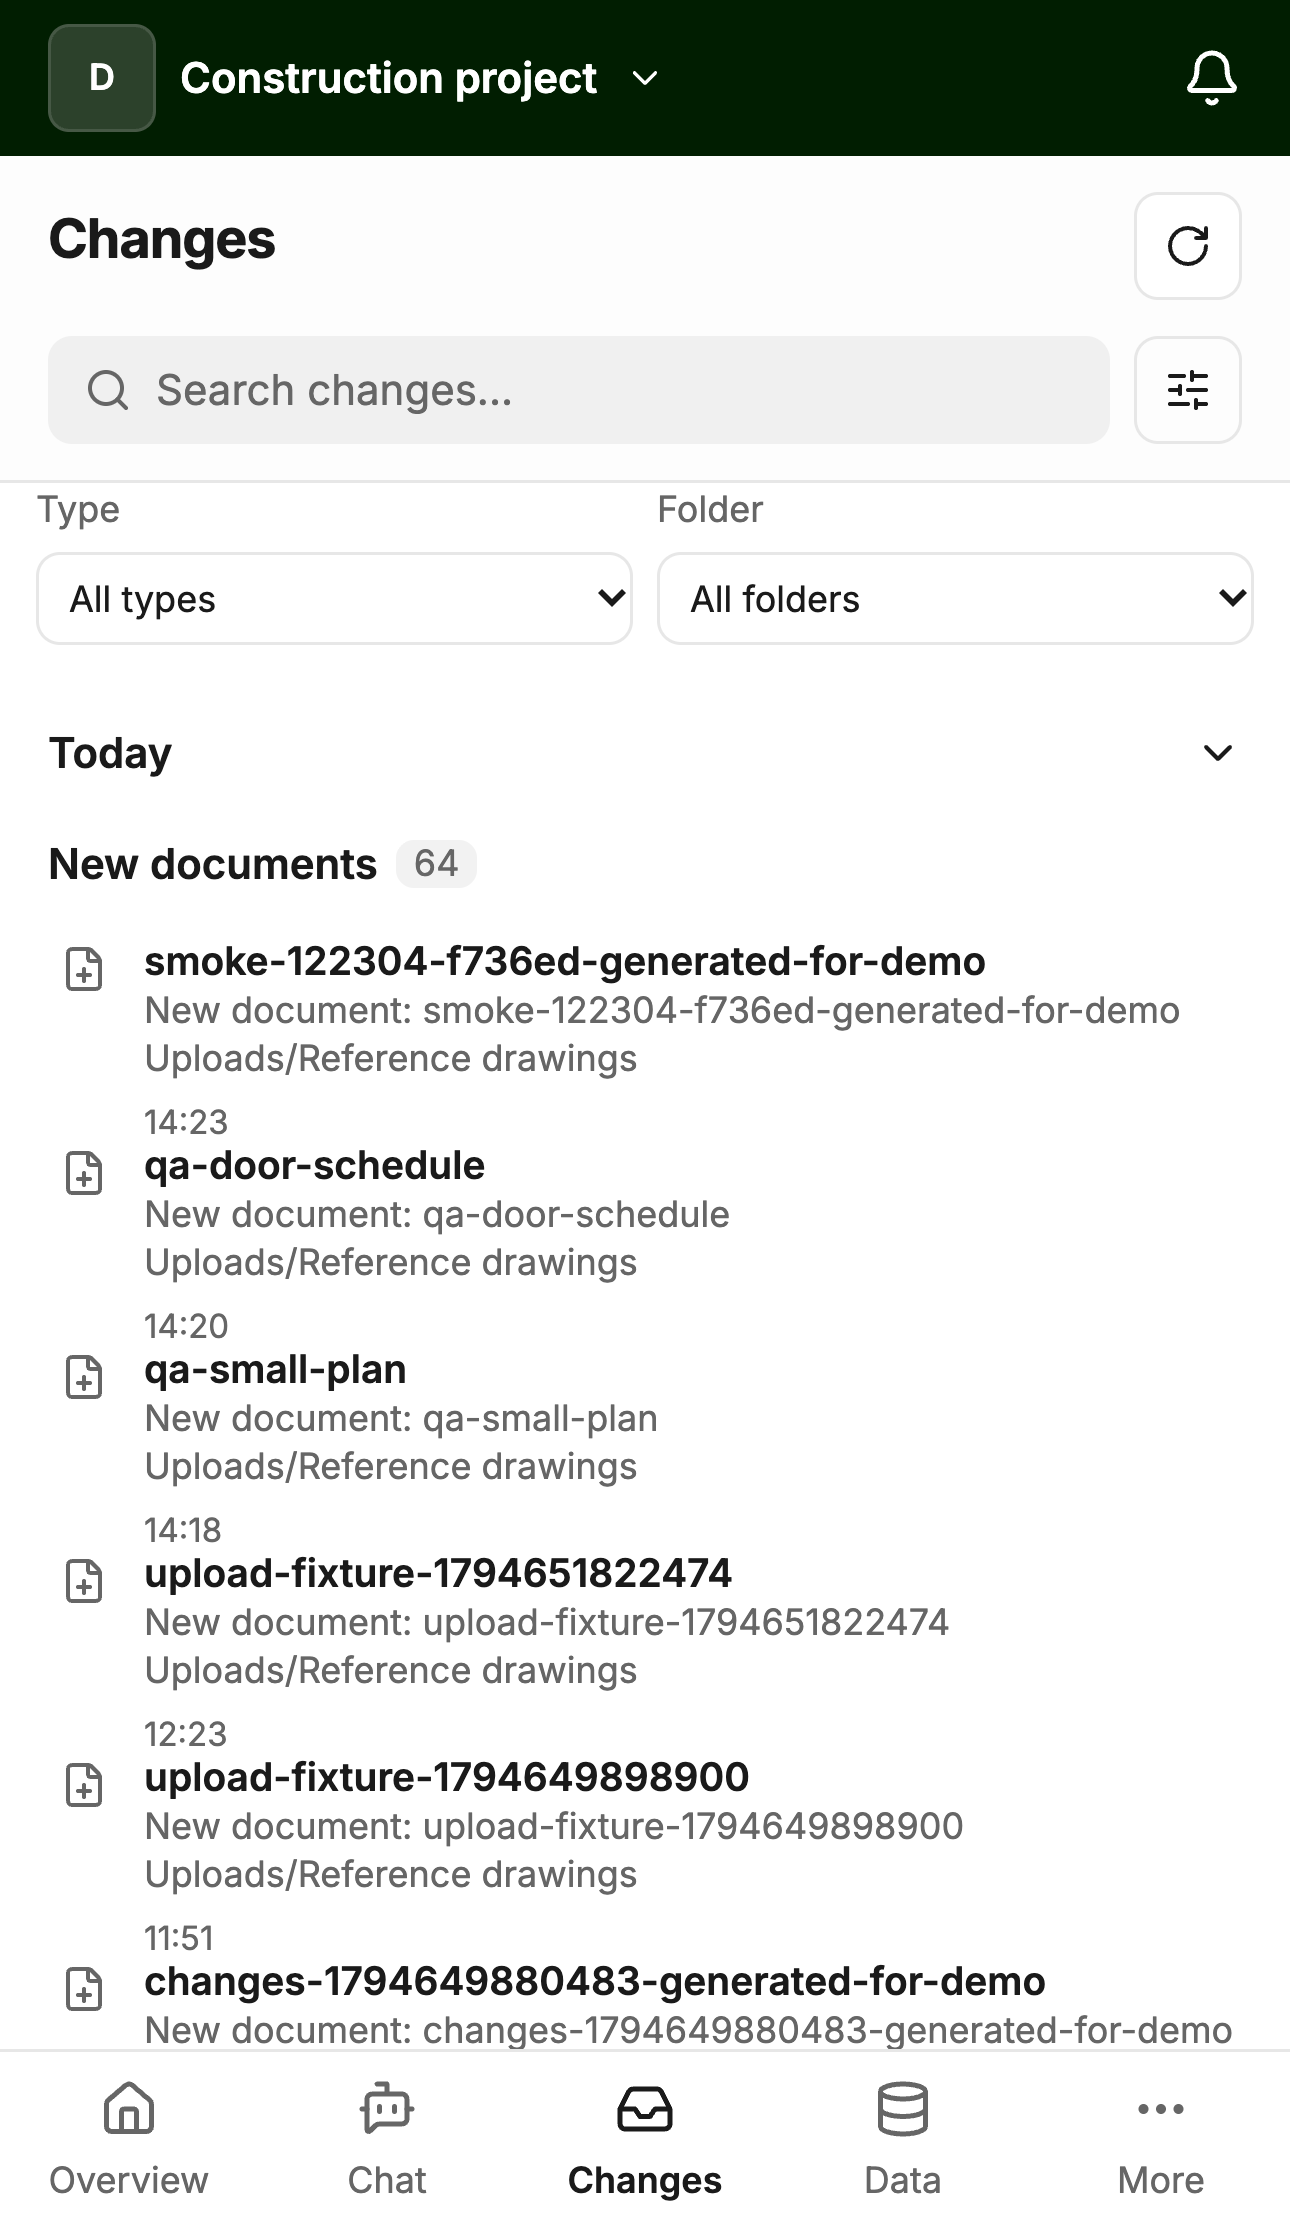 D
Construction project
Changes
Search changes...
Type
Folder
All types
All folders
Today
New documents 64
smoke-122304-f736ed-generated-for-demo
New document: smoke-122304-f736ed-generated-for-demo
Uploads/Reference drawings
14:23
qa-door-schedule
New document: qa-door-schedule
Uploads/Reference drawings
14:20
qa-small-plan
New document: qa-small-plan
Uploads/Reference drawings
14:18
upload-fixture-1794651822474
New document: upload-fixture-1794651822474
Uploads/Reference drawings
12:23
upload-fixture-1794649898900
New document: upload-fixture-1794649898900
Uploads/Reference drawings
11:51
changes-1794649880483-generated-for-demo
New document: changes-1794649880483-generated-for-demo
Overview
Chat
Changes
Data
More